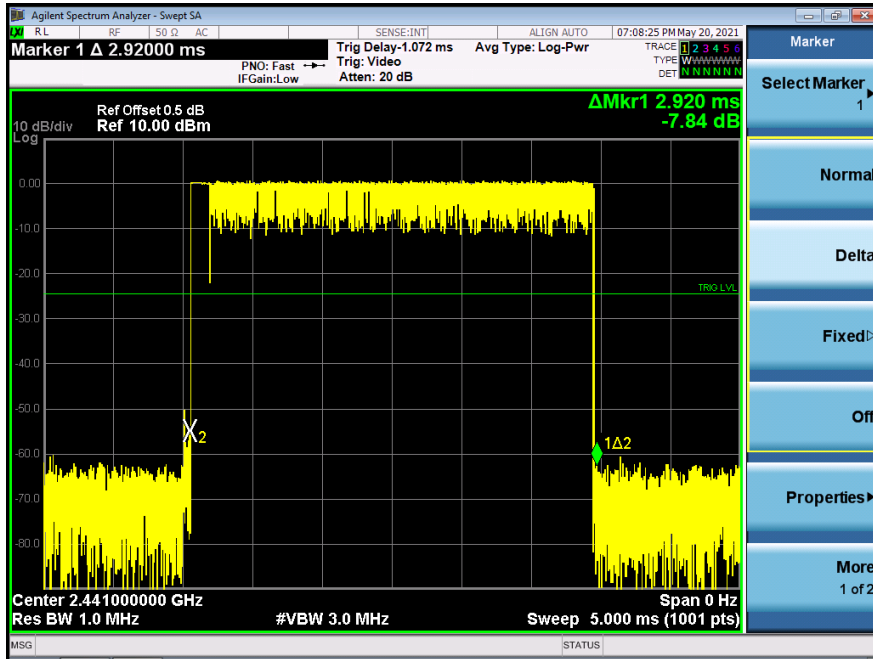 Agilent Spectrum Analyzer - Swept SA
LXI RL RF 50 Ω AC SENSE:INT ALIGN AUTO 07:08:25 PM May 20, 2021
Marker 1 Δ 2.92000 ms
PNO: Fast
IFGain:Low
Trig Delay-1.072 ms
Trig: Video
Atten: 20 dB
Avg Type: Log-Pwr
TRACE 1 2 3 4 5 6
TYPE WWWWWW
DET N N N N N N
Marker
Select Marker
1
Normal
Delta
Fixed
Off
Properties
More
1 of 2
ΔMkr1 2.920 ms
-7.84 dB
Ref Offset 0.5 dB
10 dB/div Ref 10.00 dBm
Log
0.00
-10.0
-20.0
TRIG LVL
-30.0
-40.0
-50.0
2
1Δ2
-60.0
-70.0
-80.0
Center 2.441000000 GHz Span 0 Hz
Res BW 1.0 MHz #VBW 3.0 MHz Sweep 5.000 ms (1001 pts)
MSG STATUS